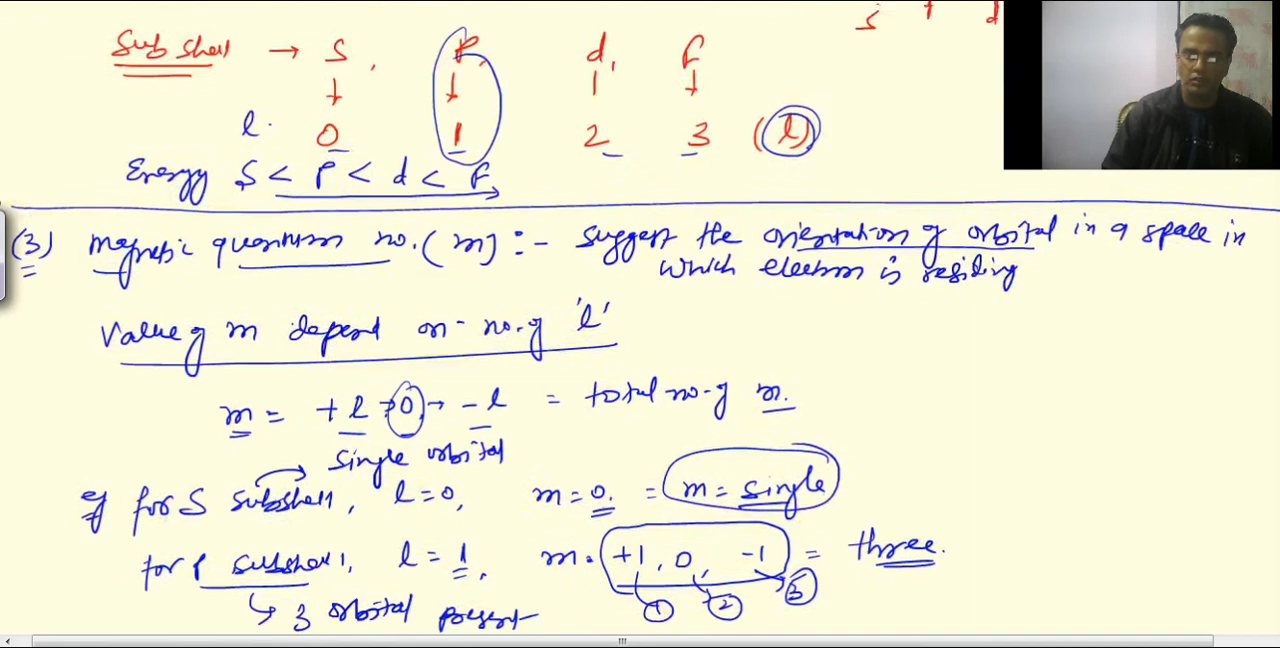 s p d
Sub shell → S, P, d, f
l. 0 1 2 3 (l)
Energy S < P < d < f
(3) Magnetic quantum no. (m) :- Suggest the orientation of orbital in a space in
which electron is residing
Value of m depend on - no. of 'l'
m = +l → 0 → -l = total no. of m.
single orbital
eg for S subshell, l = 0, m = 0. = m = single
for P subshell, l = 1, m = +1, 0, -1 = three.
① ② ③
↳ 3 orbital present